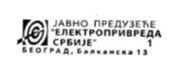 ЈАВНО ПРЕДУЗЕЋЕ
"ЕЛЕКТРОПРИВРЕДА
СРБИЈЕ" 1
БЕОГРАД, Балканска 13